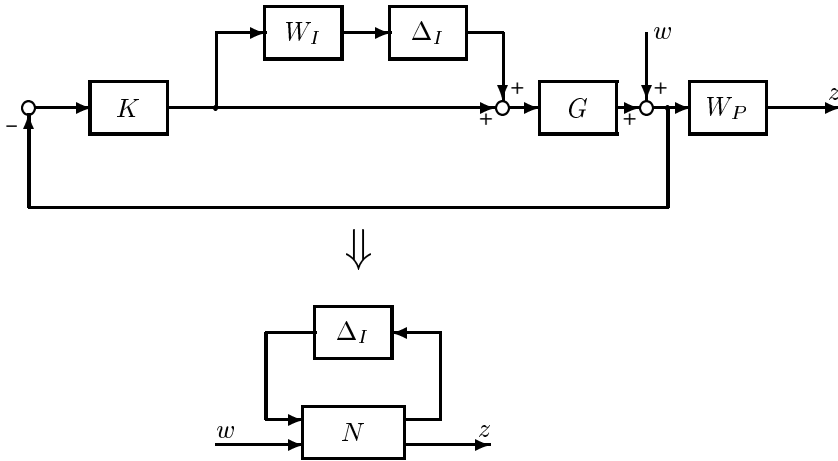 W_I Δ_I w
+ +
K + G + W_P z
−
⇓
Δ_I
w N z